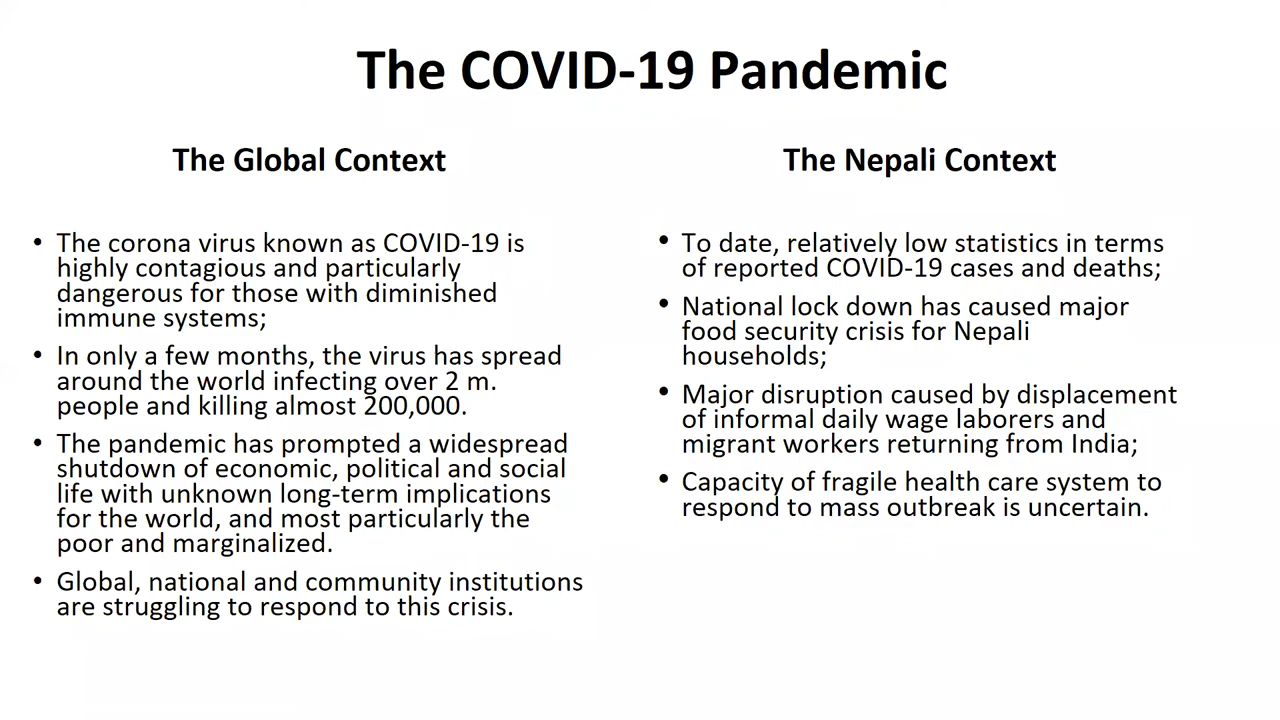 The COVID-19 Pandemic
The Global Context
• The corona virus known as COVID-19 is
highly contagious and particularly
dangerous for those with diminished
immune systems;
• In only a few months, the virus has spread
around the world infecting over 2 m.
people and killing almost 200,000.
• The pandemic has prompted a widespread
shutdown of economic, political and social
life with unknown long-term implications
for the world, and most particularly the
poor and marginalized.
• Global, national and community institutions
are struggling to respond to this crisis.
The Nepali Context
• To date, relatively low statistics in terms
of reported COVID-19 cases and deaths;
• National lock down has caused major
food security crisis for Nepali
households;
• Major disruption caused by displacement
of informal daily wage laborers and
migrant workers returning from India;
• Capacity of fragile health care system to
respond to mass outbreak is uncertain.